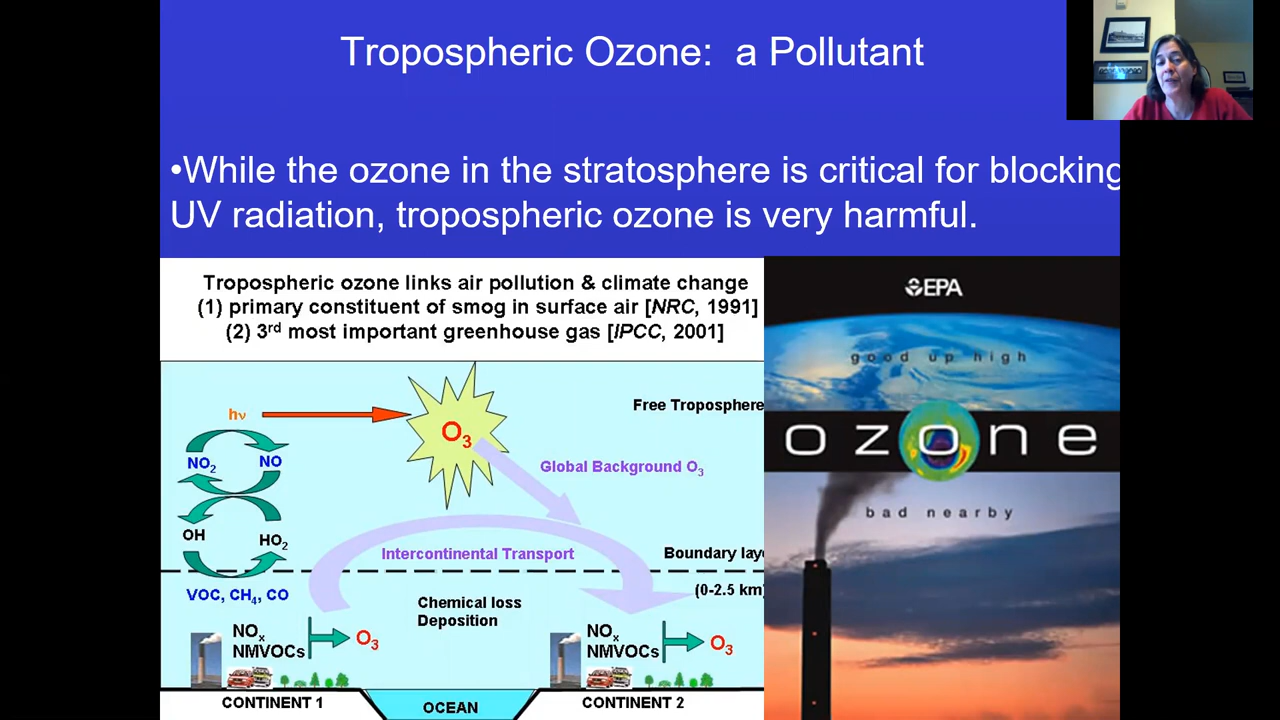 Tropospheric Ozone:  a Pollutant
•While the ozone in the stratosphere is critical for blocking
UV radiation, tropospheric ozone is very harmful.
Tropospheric ozone links air pollution & climate change
(1) primary constituent of smog in surface air [NRC, 1991]
(2) 3rd most important greenhouse gas [IPCC, 2001]
hν
O3
Free Troposphere
NO2
NO
Global Background O3
OH
HO2
Intercontinental Transport
Boundary laye
(0-2.5 km)
VOC, CH4, CO
Chemical loss
Deposition
NOx
NMVOCs
O3
NOx
NMVOCs
O3
CONTINENT 1
OCEAN
CONTINENT 2
EPA
good up high
ozone
bad nearby